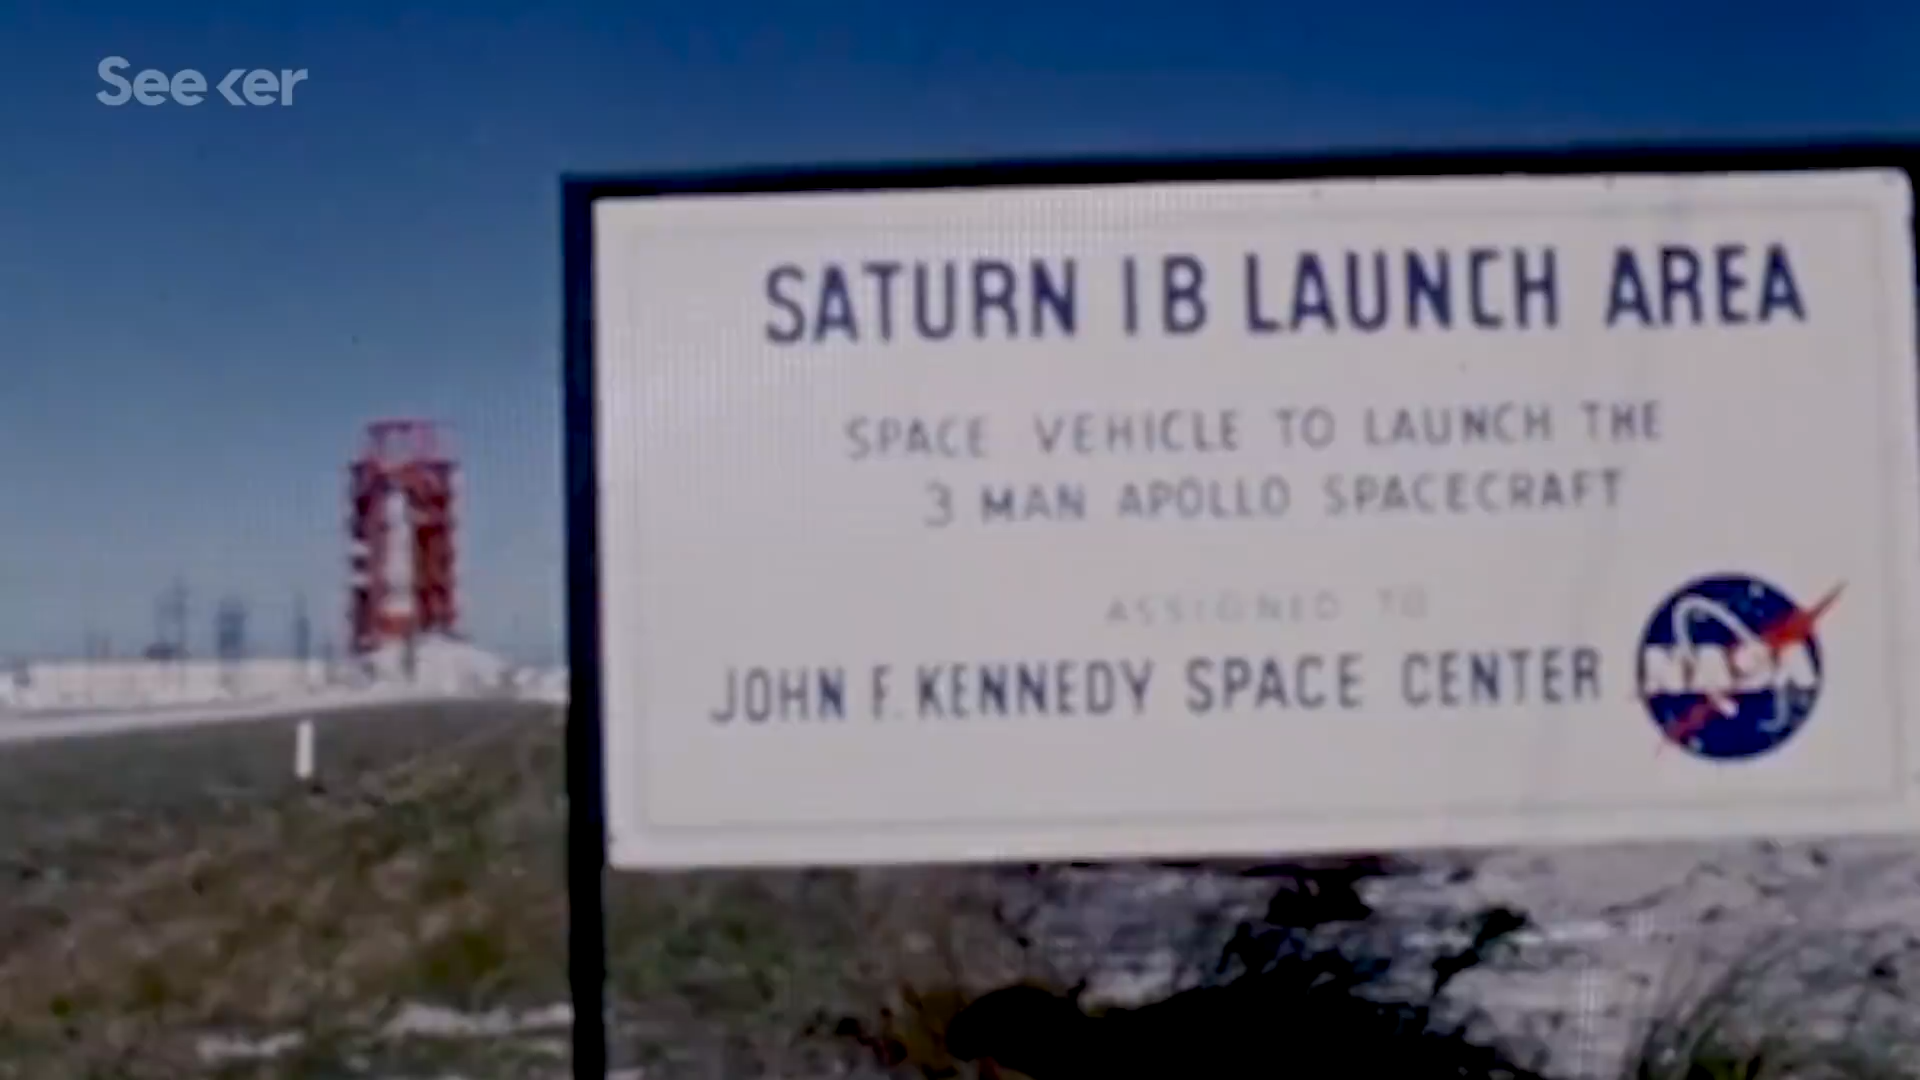 Seeker
SATURN IB LAUNCH AREA
SPACE VEHICLE TO LAUNCH THE
3 MAN APOLLO SPACECRAFT
ASSIGNED TO
JOHN F. KENNEDY SPACE CENTER
NASA